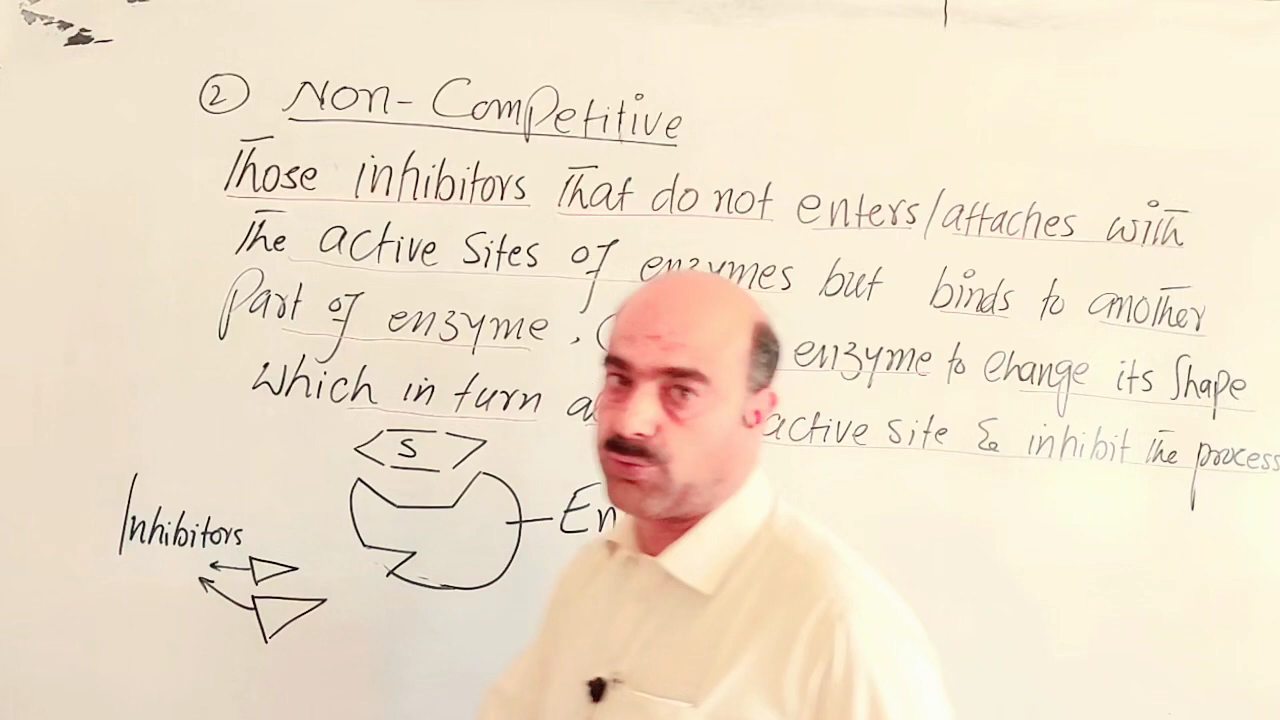 ② Non-Competitive
Those inhibitors that do not enters/attaches with
The active sites of enzymes but binds to another
Part of enzyme, enzyme to change its shape
which in turn active site & inhibit the process
S
Inhibitors